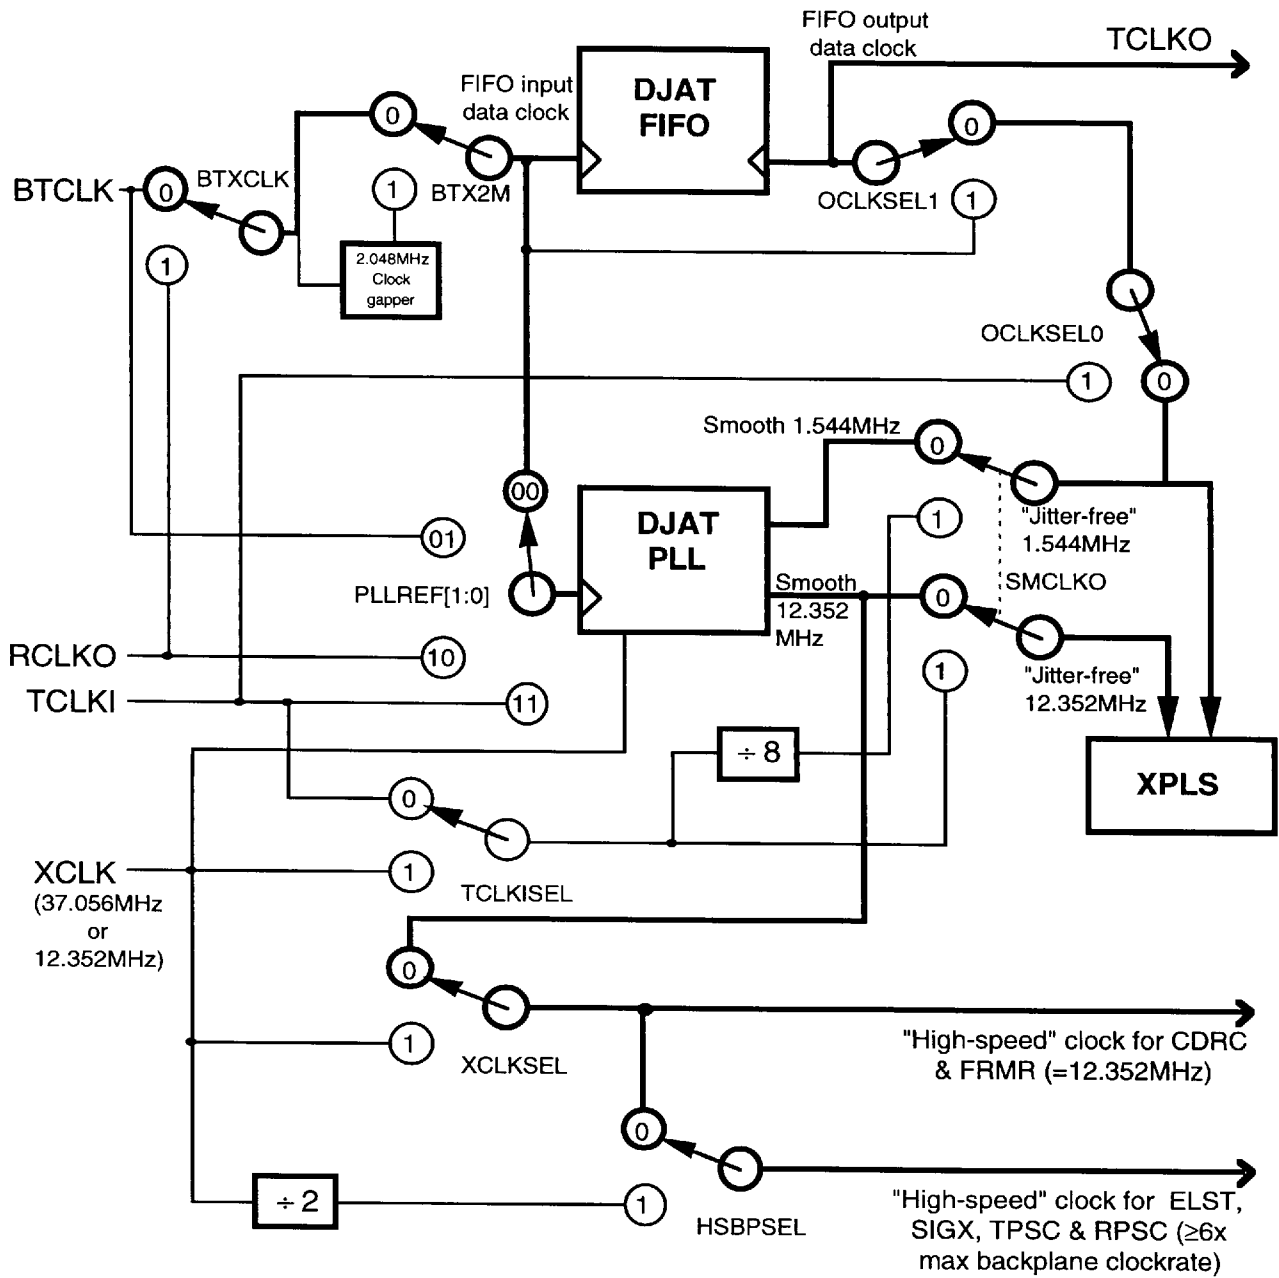 FIFO output
data clock
TCLKO
FIFO input
data clock
DJAT
FIFO
0
0
BTCLK
0
BTXCLK
1
BTX2M
OCLKSEL1
1
2.048MHz
Clock
gapper
1
OCLKSEL0
1
0
Smooth 1.544MHz
0
00
DJAT
PLL
1
"Jitter-free"
1.544MHz
01
PLLREF[1:0]
Smooth
12.352
MHz
0
SMCLKO
RCLKO
10
1
"Jitter-free"
12.352MHz
TCLKI
11
÷ 8
XPLS
0
XCLK
(37.056MHz
or
12.352MHz)
1
TCLKISEL
0
1
XCLKSEL
"High-speed" clock for CDRC
& FRMR (=12.352MHz)
0
÷ 2
1
HSBPSEL
"High-speed" clock for ELST,
SIGX, TPSC & RPSC (≥6x
max backplane clockrate)